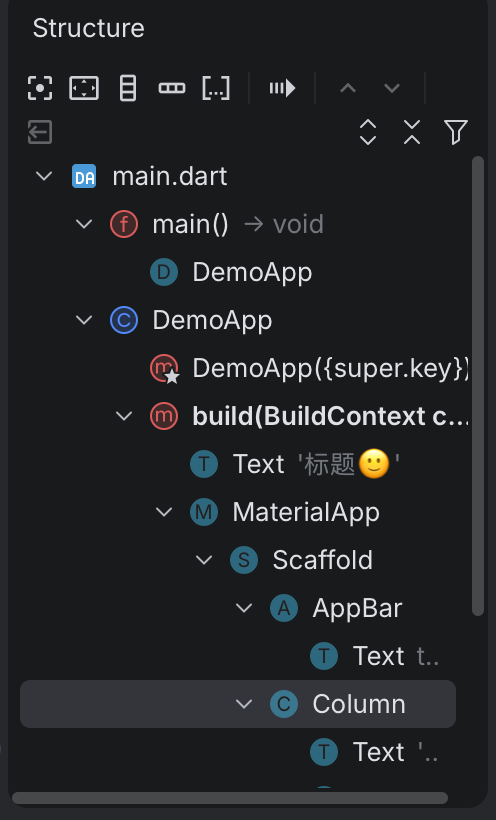 Structure
DA main.dart
f main() → void
D DemoApp
C DemoApp
m DemoApp({super.key})
m build(BuildContext c...
T Text '标题🙂'
M MaterialApp
S Scaffold
A AppBar
T Text t..
C Column
T Text '..